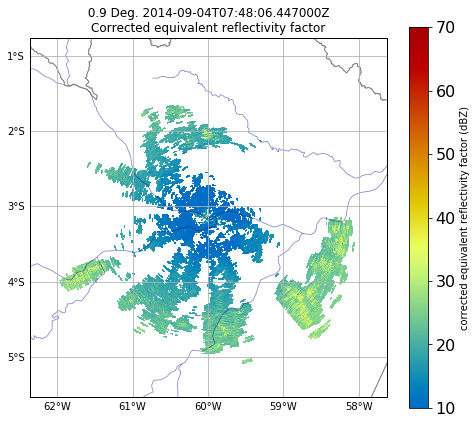 0.9 Deg. 2014-09-04T07:48:06.447000Z
Corrected equivalent reflectivity factor
1°S
2°S
3°S
4°S
5°S
62°W 61°W 60°W 59°W 58°W
70
60
50
40
30
20
10
corrected equivalent reflectivity factor (dBZ)